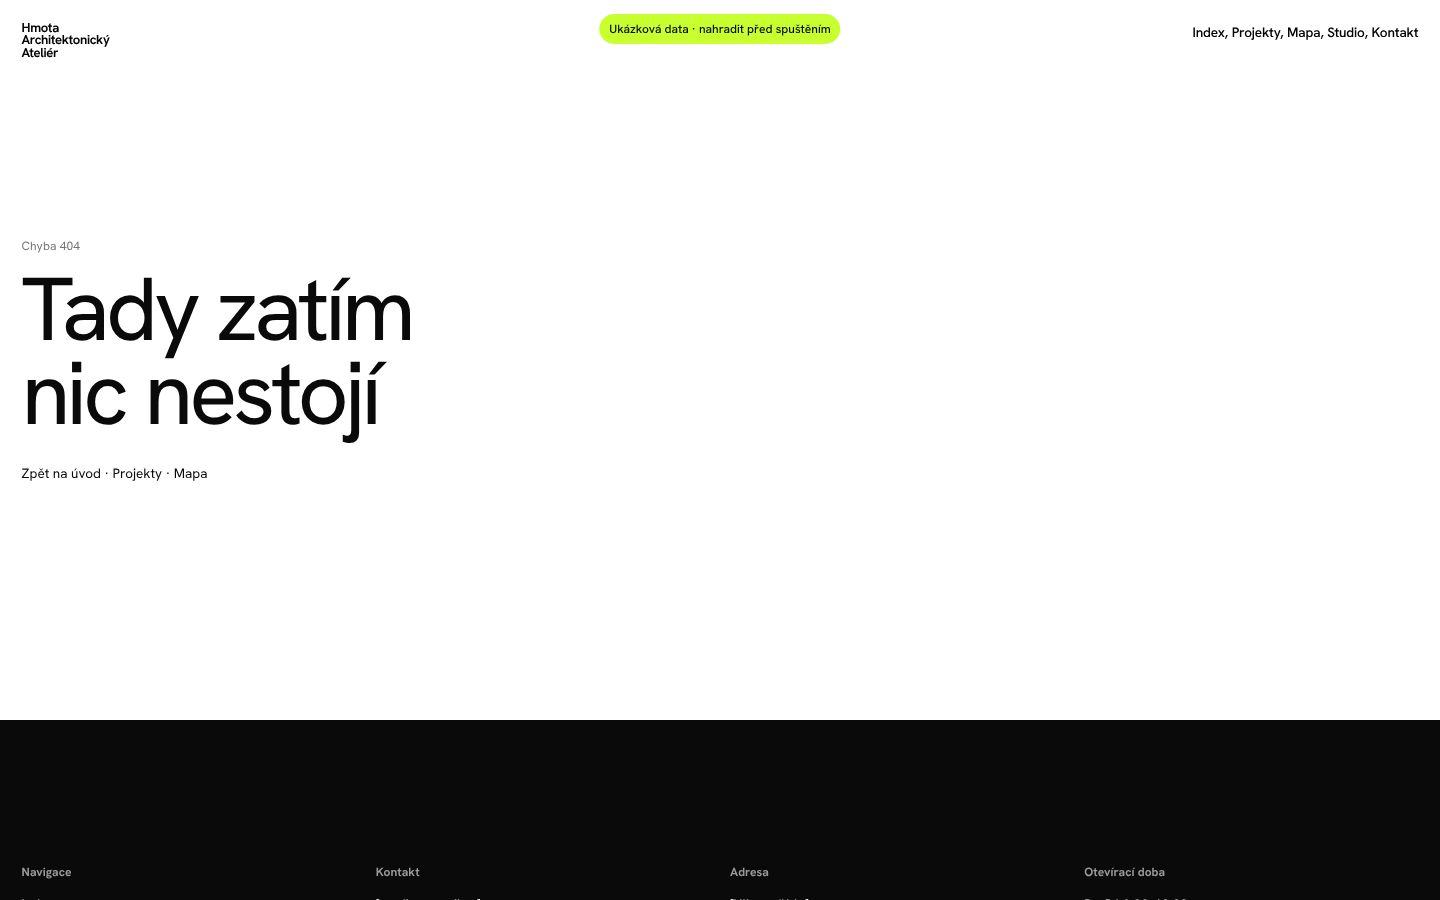 Hmota
Architektonický
Ateliér
Ukázková data · nahradit před spuštěním
Index, Projekty, Mapa, Studio, Kontakt
Chyba 404
Tady zatím
nic nestojí
Zpět na úvod · Projekty · Mapa
Navigace
Kontakt
Adresa
Otevírací doba